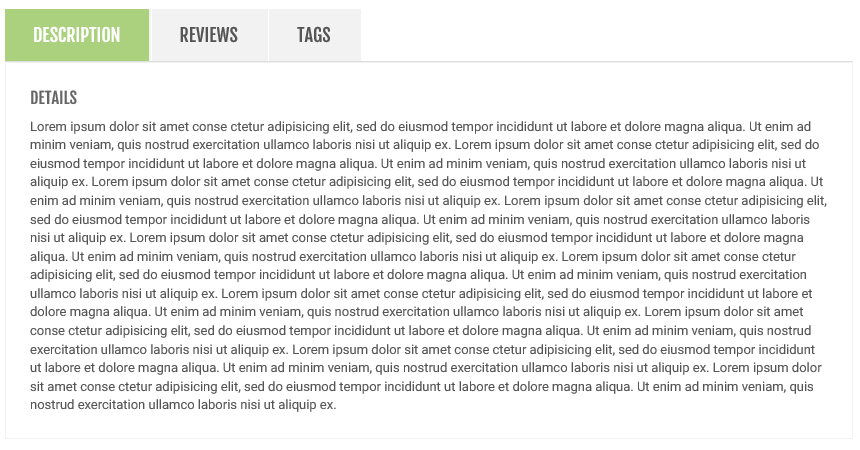 DESCRIPTION REVIEWS TAGS
DETAILS
Lorem ipsum dolor sit amet conse ctetur adipisicing elit, sed do eiusmod tempor incididunt ut labore et dolore magna aliqua. Ut enim ad
minim veniam, quis nostrud exercitation ullamco laboris nisi ut aliquip ex. Lorem ipsum dolor sit amet conse ctetur adipisicing elit, sed do
eiusmod tempor incididunt ut labore et dolore magna aliqua. Ut enim ad minim veniam, quis nostrud exercitation ullamco laboris nisi ut
aliquip ex. Lorem ipsum dolor sit amet conse ctetur adipisicing elit, sed do eiusmod tempor incididunt ut labore et dolore magna aliqua. Ut
enim ad minim veniam, quis nostrud exercitation ullamco laboris nisi ut aliquip ex. Lorem ipsum dolor sit amet conse ctetur adipisicing elit,
sed do eiusmod tempor incididunt ut labore et dolore magna aliqua. Ut enim ad minim veniam, quis nostrud exercitation ullamco laboris
nisi ut aliquip ex. Lorem ipsum dolor sit amet conse ctetur adipisicing elit, sed do eiusmod tempor incididunt ut labore et dolore magna
aliqua. Ut enim ad minim veniam, quis nostrud exercitation ullamco laboris nisi ut aliquip ex. Lorem ipsum dolor sit amet conse ctetur
adipisicing elit, sed do eiusmod tempor incididunt ut labore et dolore magna aliqua. Ut enim ad minim veniam, quis nostrud exercitation
ullamco laboris nisi ut aliquip ex. Lorem ipsum dolor sit amet conse ctetur adipisicing elit, sed do eiusmod tempor incididunt ut labore et
dolore magna aliqua. Ut enim ad minim veniam, quis nostrud exercitation ullamco laboris nisi ut aliquip ex. Lorem ipsum dolor sit amet
conse ctetur adipisicing elit, sed do eiusmod tempor incididunt ut labore et dolore magna aliqua. Ut enim ad minim veniam, quis nostrud
exercitation ullamco laboris nisi ut aliquip ex. Lorem ipsum dolor sit amet conse ctetur adipisicing elit, sed do eiusmod tempor incididunt
ut labore et dolore magna aliqua. Ut enim ad minim veniam, quis nostrud exercitation ullamco laboris nisi ut aliquip ex. Lorem ipsum dolor
sit amet conse ctetur adipisicing elit, sed do eiusmod tempor incididunt ut labore et dolore magna aliqua. Ut enim ad minim veniam, quis
nostrud exercitation ullamco laboris nisi ut aliquip ex.